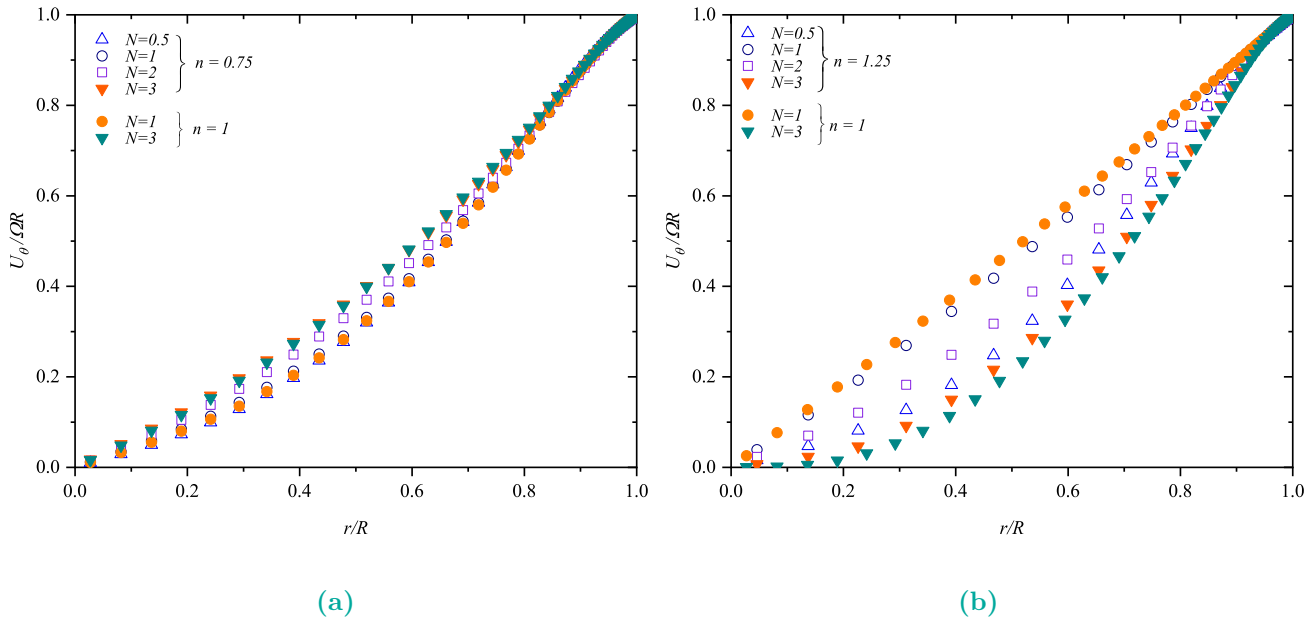 1.0
0.8
0.6
0.4
0.2
0.0
U_θ/ΩR
N=0.5
N=1
N=2
N=3
n = 0.75
N=1
N=3
n = 1
0.0 0.2 0.4 0.6 0.8 1.0
r/R
(a)
1.0
0.8
0.6
0.4
0.2
0.0
U_θ/ΩR
N=0.5
N=1
N=2
N=3
n = 1.25
N=1
N=3
n = 1
0.0 0.2 0.4 0.6 0.8 1.0
r/R
(b)